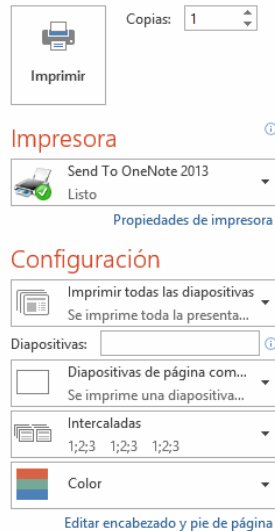 Copias: 1
Imprimir
Impresora
Send To OneNote 2013
Listo
Propiedades de impresora
Configuración
Imprimir todas las diapositivas
Se imprime toda la presenta...
Diapositivas:
Diapositivas de página com...
Se imprime una diapositiva...
Intercaladas
1;2;3 1;2;3 1;2;3
Color
Editar encabezado y pie de página